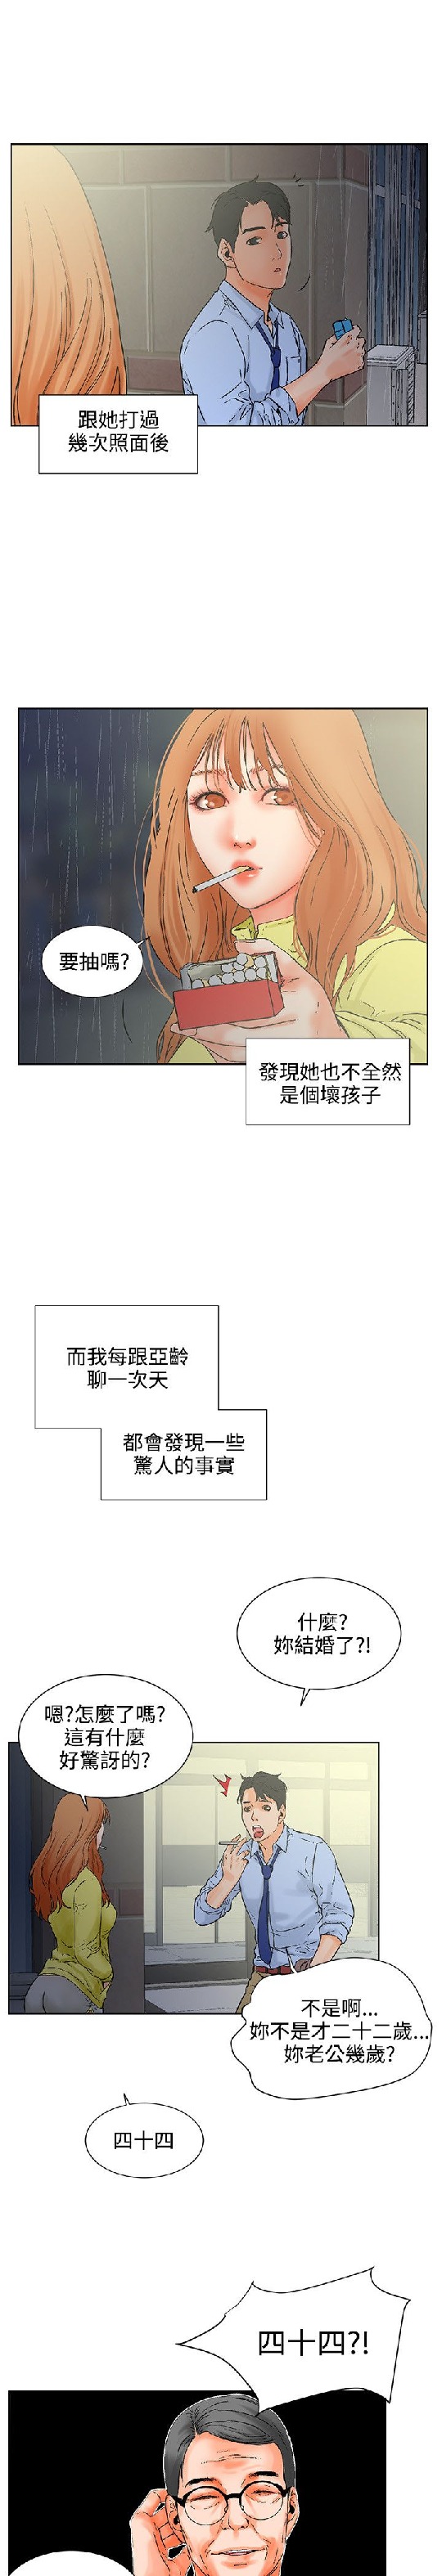 跟她打過
幾次照面後
要抽嗎?
發現她也不全然
是個壞孩子
而我每跟亞齡
聊一次天
都會發現一些
驚人的事實
什麼?
妳結婚了?!
嗯?怎麼了嗎?
這有什麼
好驚訝的?
不是啊...
妳不是才二十二歲...
妳老公幾歲?
四十四
四十四?!